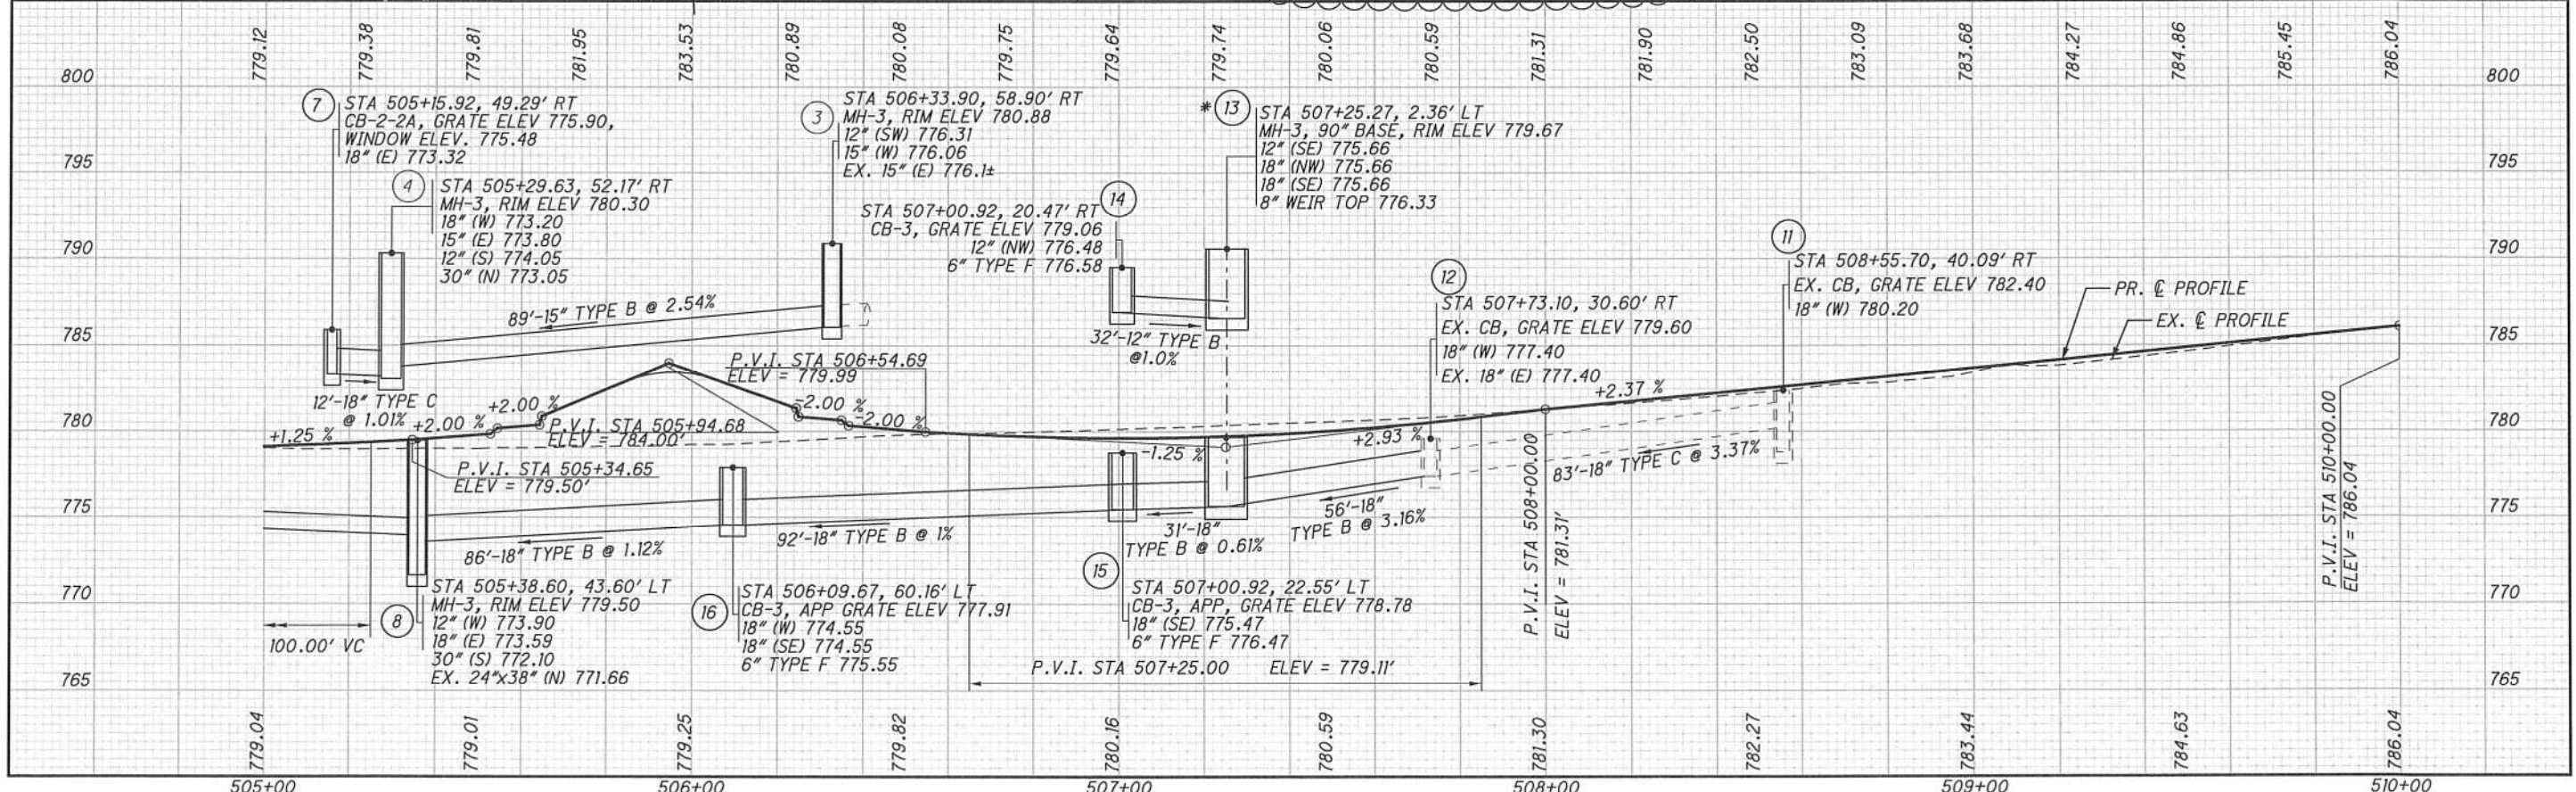 779.12
779.38
779.81
781.95
783.53
780.89
780.08
779.75
779.64
779.74
780.06
780.59
781.31
781.90
782.50
783.09
783.68
784.27
784.86
785.45
786.04
800
800
795
795
790
790
785
785
780
780
775
775
770
770
765
765
7
STA 505+15.92, 49.29' RT
CB-2-2A, GRATE ELEV 775.90,
WINDOW ELEV. 775.48
18" (E) 773.32
4
STA 505+29.63, 52.17' RT
MH-3, RIM ELEV 780.30
18" (W) 773.20
15" (E) 773.80
12" (S) 774.05
30" (N) 773.05
3
STA 506+33.90, 58.90' RT
MH-3, RIM ELEV 780.88
12" (SW) 776.31
15" (W) 776.06
EX. 15" (E) 776.1±
14
STA 507+00.92, 20.47' RT
CB-3, GRATE ELEV 779.06
12" (NW) 776.48
6" TYPE F 776.58
* 13
STA 507+25.27, 2.36' LT
MH-3, 90" BASE, RIM ELEV 779.67
12" (SE) 775.66
18" (NW) 775.66
18" (SE) 775.66
8" WEIR TOP 776.33
12
STA 507+73.10, 30.60' RT
EX. CB, GRATE ELEV 779.60
18" (W) 777.40
EX. 18" (E) 777.40
11
STA 508+55.70, 40.09' RT
EX. CB, GRATE ELEV 782.40
18" (W) 780.20
PR. ℄ PROFILE
EX. ℄ PROFILE
89'-15" TYPE B @ 2.54%
32'-12" TYPE B
@1.0%
12'-18" TYPE C
@ 1.01%
P.V.I. STA 506+54.69
ELEV = 779.99
+1.25 %
+2.00 %
+2.00 %
-2.00 %
-2.00 %
P.V.I. STA 505+94.68
ELEV = 784.00'
-1.25 %
+2.93 %
+2.37 %
P.V.I. STA 505+34.65
ELEV = 779.50'
83'-18" TYPE C @ 3.37%
56'-18"
TYPE B @ 3.16%
31'-18"
TYPE B @ 0.61%
92'-18" TYPE B @ 1%
86'-18" TYPE B @ 1.12%
P.V.I. STA 508+00.00
ELEV = 781.31'
P.V.I. STA 510+00.00
ELEV = 786.04
8
STA 505+38.60, 43.60' LT
MH-3, RIM ELEV 779.50
12" (W) 773.90
18" (E) 773.59
30" (S) 772.10
EX. 24"x38" (N) 771.66
16
STA 506+09.67, 60.16' LT
CB-3, APP GRATE ELEV 777.91
18" (W) 774.55
18" (SE) 774.55
6" TYPE F 775.55
15
STA 507+00.92, 22.55' LT
CB-3, APP, GRATE ELEV 778.78
18" (SE) 775.47
6" TYPE F 776.47
100.00' VC
P.V.I. STA 507+25.00 ELEV = 779.11'
779.04
779.01
779.25
779.82
780.16
780.59
781.30
782.27
783.44
784.63
786.04
505+00
506+00
507+00
508+00
509+00
510+00